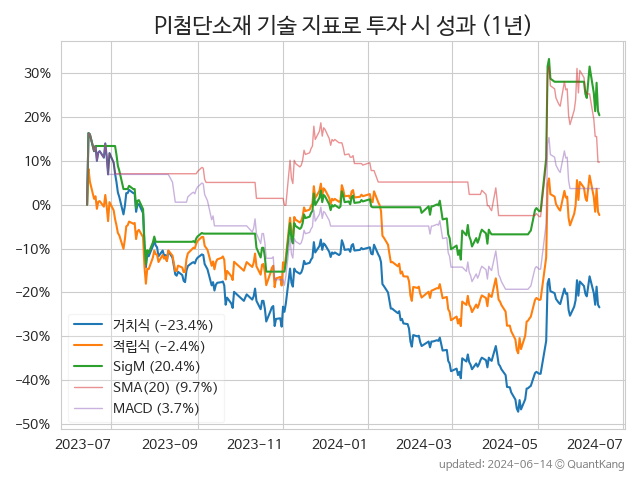 PI첨단소재 기술 지표로 투자 시 성과 (1년)
30%
20%
10%
0%
−10%
−20%
−30%
−40%
−50%
거치식 (−23.4%)
적립식 (−2.4%)
SigM (20.4%)
SMA(20) (9.7%)
MACD (3.7%)
2023-07 2023-09 2023-11 2024-01 2024-03 2024-05 2024-07
updated: 2024-06-14 © QuantKang